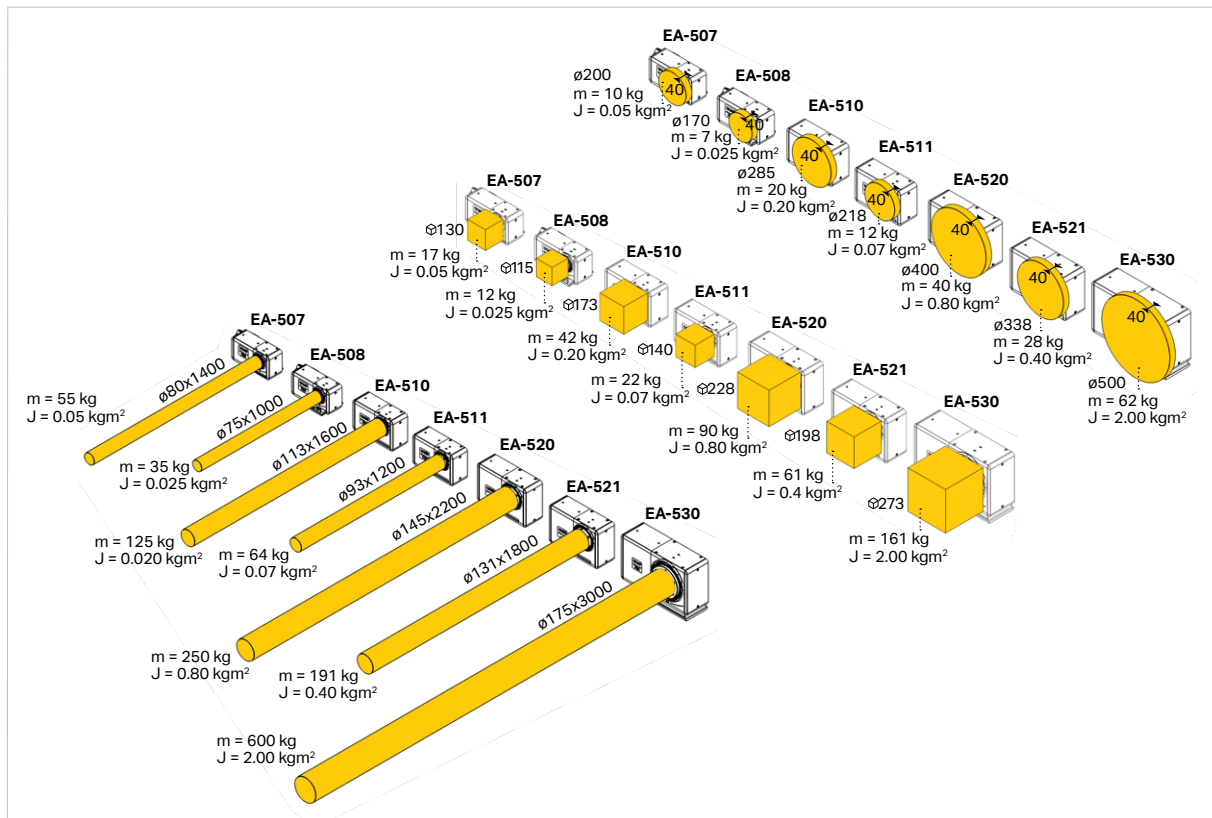 EA-507
ø200
m = 10 kg
J = 0.05 kgm²
40
EA-508
ø170
m = 7 kg
J = 0.025 kgm²
40
EA-510
ø285
m = 20 kg
J = 0.20 kgm²
40
EA-511
ø218
m = 12 kg
J = 0.07 kgm²
40
EA-520
ø400
m = 40 kg
J = 0.80 kgm²
40
EA-521
ø338
m = 28 kg
J = 0.40 kgm²
40
EA-530
ø500
m = 62 kg
J = 2.00 kgm²
40
EA-507
130
m = 17 kg
J = 0.05 kgm²
EA-508
115
m = 12 kg
J = 0.025 kgm²
EA-510
173
m = 42 kg
J = 0.20 kgm²
EA-511
140
m = 22 kg
J = 0.07 kgm²
EA-520
228
m = 90 kg
J = 0.80 kgm²
EA-521
198
m = 61 kg
J = 0.4 kgm²
EA-530
273
m = 161 kg
J = 2.00 kgm²
EA-507
ø80x1400
m = 55 kg
J = 0.05 kgm²
EA-508
ø75x1000
m = 35 kg
J = 0.025 kgm²
EA-510
ø113x1600
m = 125 kg
J = 0.020 kgm²
EA-511
ø93x1200
m = 64 kg
J = 0.07 kgm²
EA-520
ø145x2200
m = 250 kg
J = 0.80 kgm²
EA-521
ø131x1800
m = 191 kg
J = 0.40 kgm²
EA-530
ø175x3000
m = 600 kg
J = 2.00 kgm²